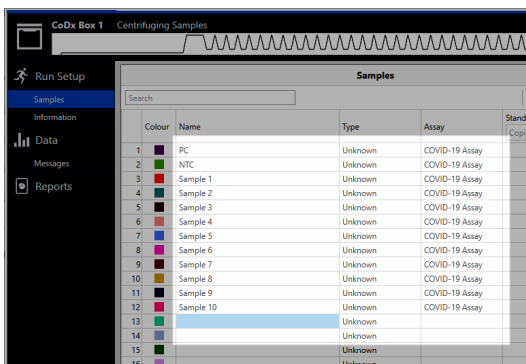 CoDx Box 1 Centrifuging Samples
Run Setup
Samples
Information
Data
Messages
Reports
Samples
Search
Colour Name Type Assay Stand
Copi
1 PC Unknown COVID-19 Assay
2 NTC Unknown COVID-19 Assay
3 Sample 1 Unknown COVID-19 Assay
4 Sample 2 Unknown COVID-19 Assay
5 Sample 3 Unknown COVID-19 Assay
6 Sample 4 Unknown COVID-19 Assay
7 Sample 5 Unknown COVID-19 Assay
8 Sample 6 Unknown COVID-19 Assay
9 Sample 7 Unknown COVID-19 Assay
10 Sample 8 Unknown COVID-19 Assay
11 Sample 9 Unknown COVID-19 Assay
12 Sample 10 Unknown COVID-19 Assay
13 Unknown
14 Unknown
15 Unknown
16 Unknown